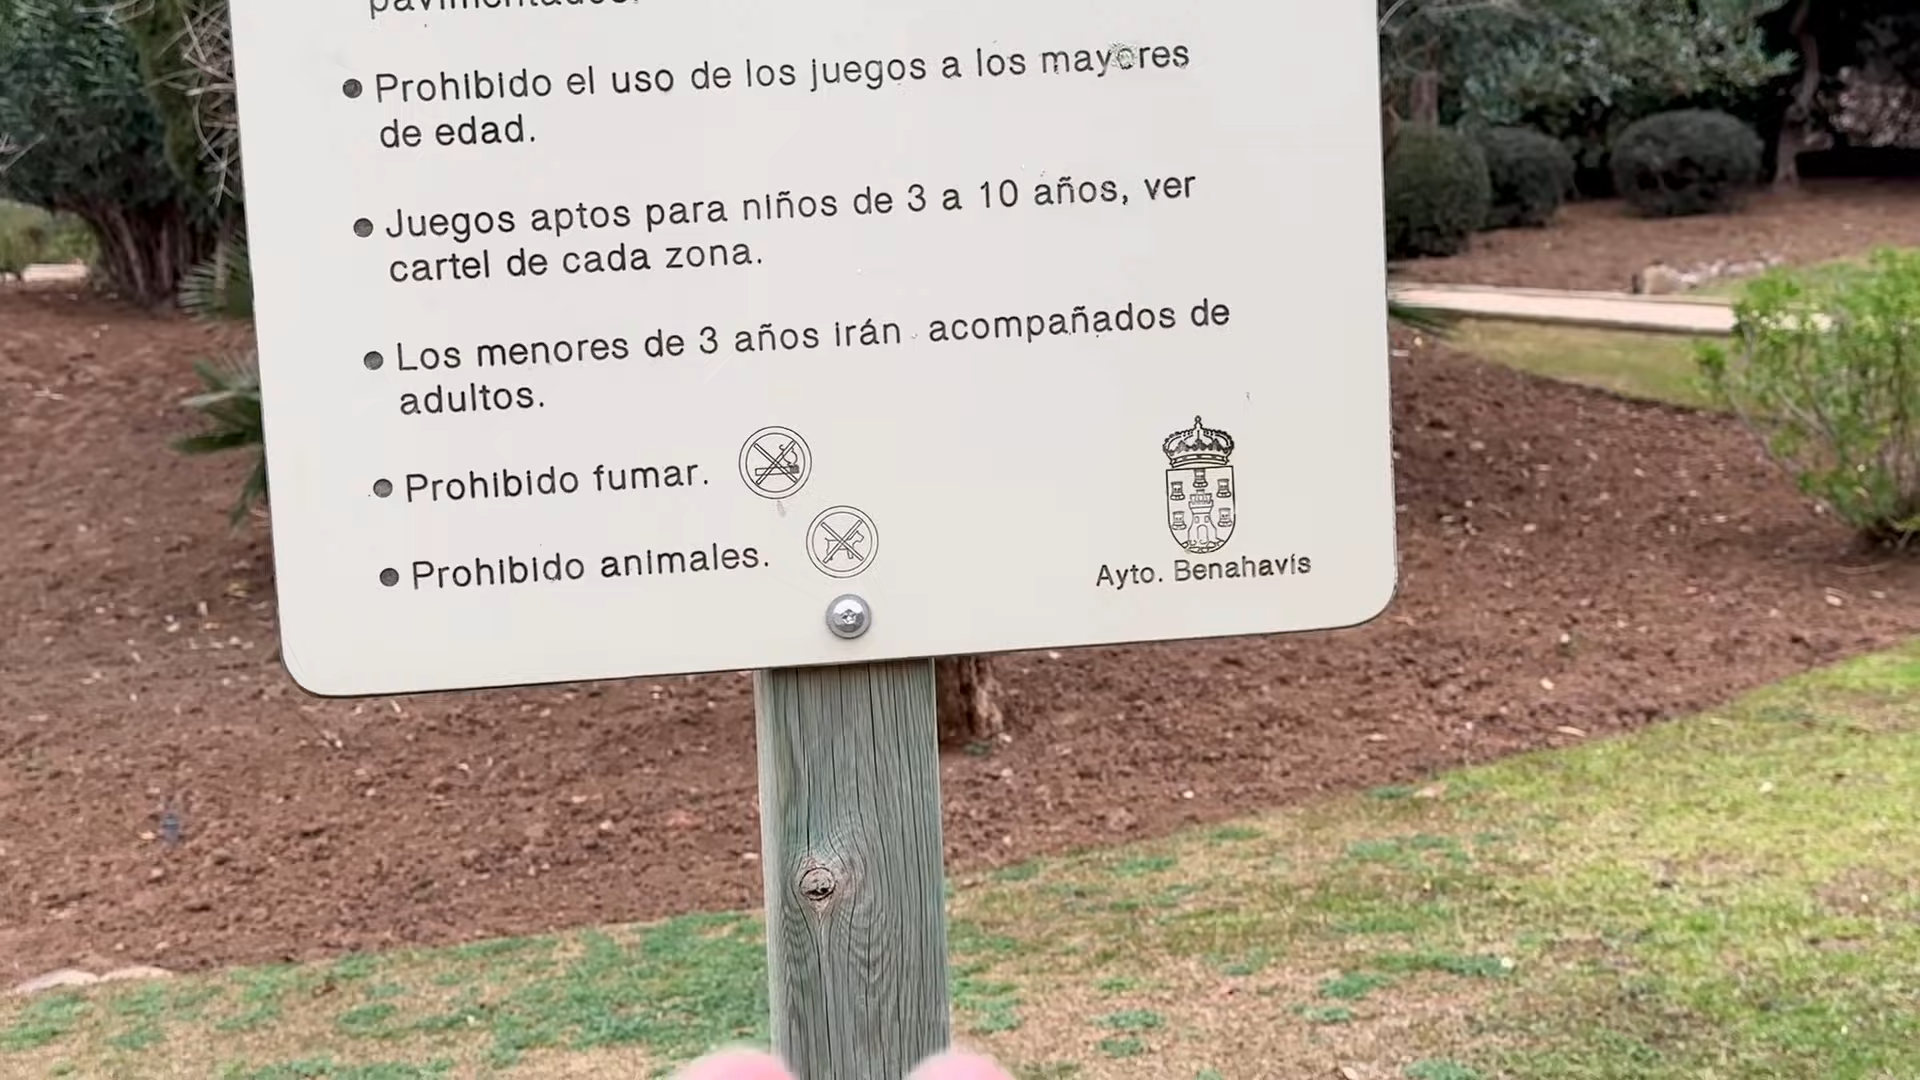 pavimentados.
• Prohibido el uso de los juegos a los mayores
de edad.
• Juegos aptos para niños de 3 a 10 años, ver
cartel de cada zona.
• Los menores de 3 años irán acompañados de
adultos.
• Prohibido fumar.
• Prohibido animales.
Ayto. Benahavís